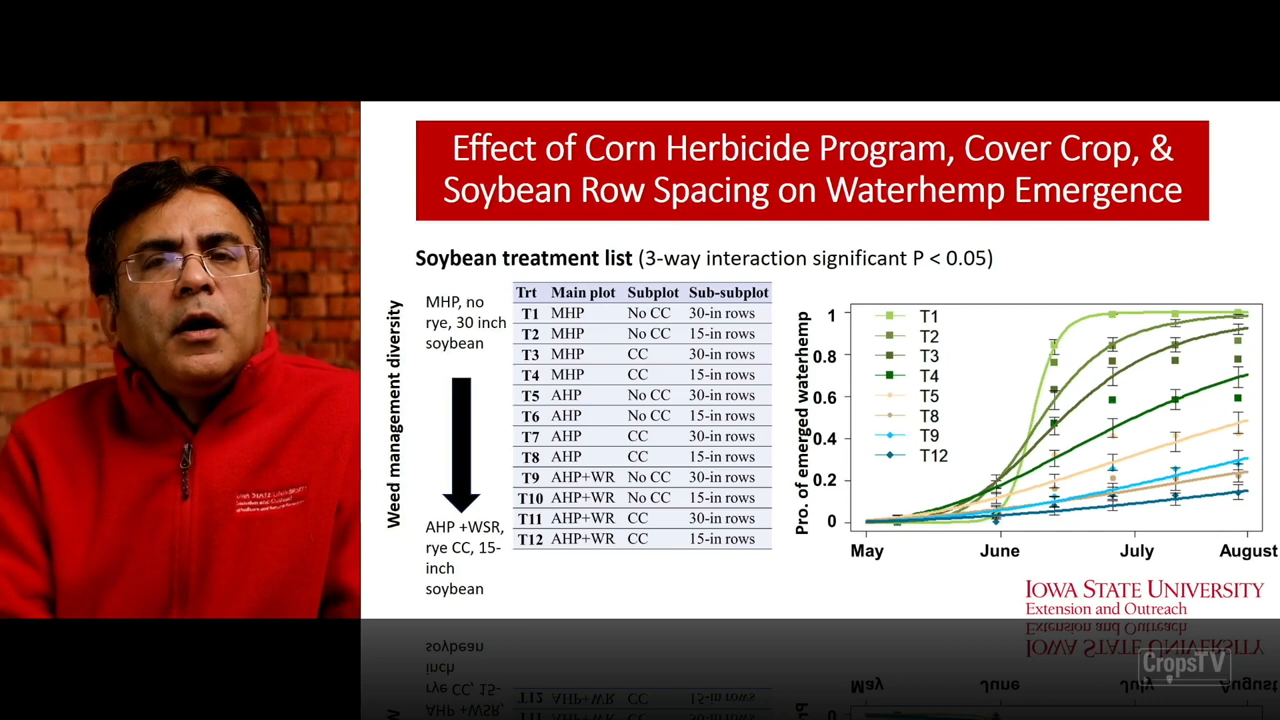 Effect of Corn Herbicide Program, Cover Crop, &
Soybean Row Spacing on Waterhemp Emergence
Soybean treatment list (3-way interaction significant P < 0.05)
Weed management diversity
MHP, no
rye, 30 inch
soybean
AHP +WSR,
rye CC, 15-
inch
soybean
Trt Main plot Subplot Sub-subplot
T1 MHP No CC 30-in rows
T2 MHP No CC 15-in rows
T3 MHP CC 30-in rows
T4 MHP CC 15-in rows
T5 AHP No CC 30-in rows
T6 AHP No CC 15-in rows
T7 AHP CC 30-in rows
T8 AHP CC 15-in rows
T9 AHP+WR No CC 30-in rows
T10 AHP+WR No CC 15-in rows
T11 AHP+WR CC 30-in rows
T12 AHP+WR CC 15-in rows
Pro. of emerged waterhemp
1
0.8
0.6
0.4
0.2
0
T1
T2
T3
T4
T5
T8
T9
T12
May June July August
IOWA STATE UNIVERSITY
Extension and Outreach
IOWA STATE UNIVERSITY
Extension and Outreach
CropsTV